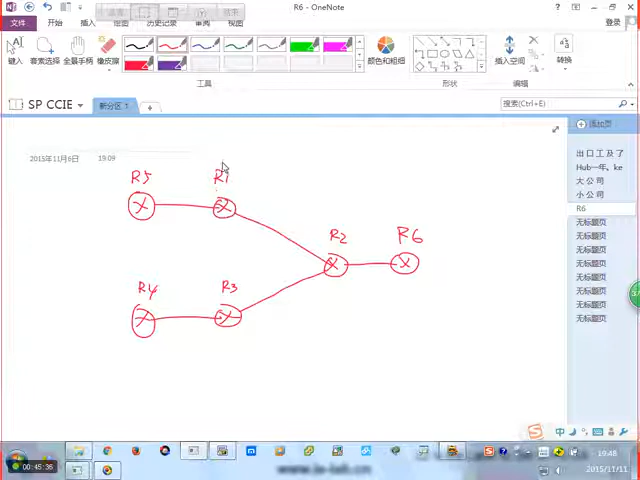 R6 - OneNote
文件
开始
插入
绘图
历史记录
审阅
视图
登录
键入
套索选择
全景手柄
橡皮擦
颜色和粗细
插入空间
转换
工具
形状
编辑
SP CCIE
新分区 1
搜索(Ctrl+E)
添加页
2015年11月6日
19:09
出口工及了
Hub一年, ke
大公司
小公司
R6
无标题页
无标题页
无标题页
无标题页
无标题页
无标题页
无标题页
无标题页
R5
R1
R2
R6
R4
R3
37
中
00:45:36
www.ie-lab.cn
19:48
2015/11/11